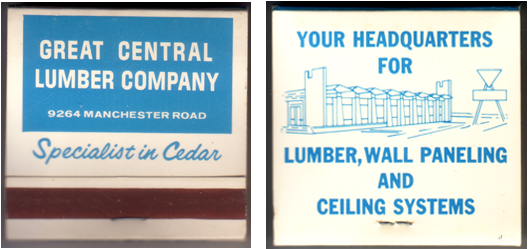 GREAT CENTRAL
LUMBER COMPANY
9264 MANCHESTER ROAD
Specialist in Cedar
YOUR HEADQUARTERS
FOR
LUMBER, WALL PANELING
AND
CEILING SYSTEMS